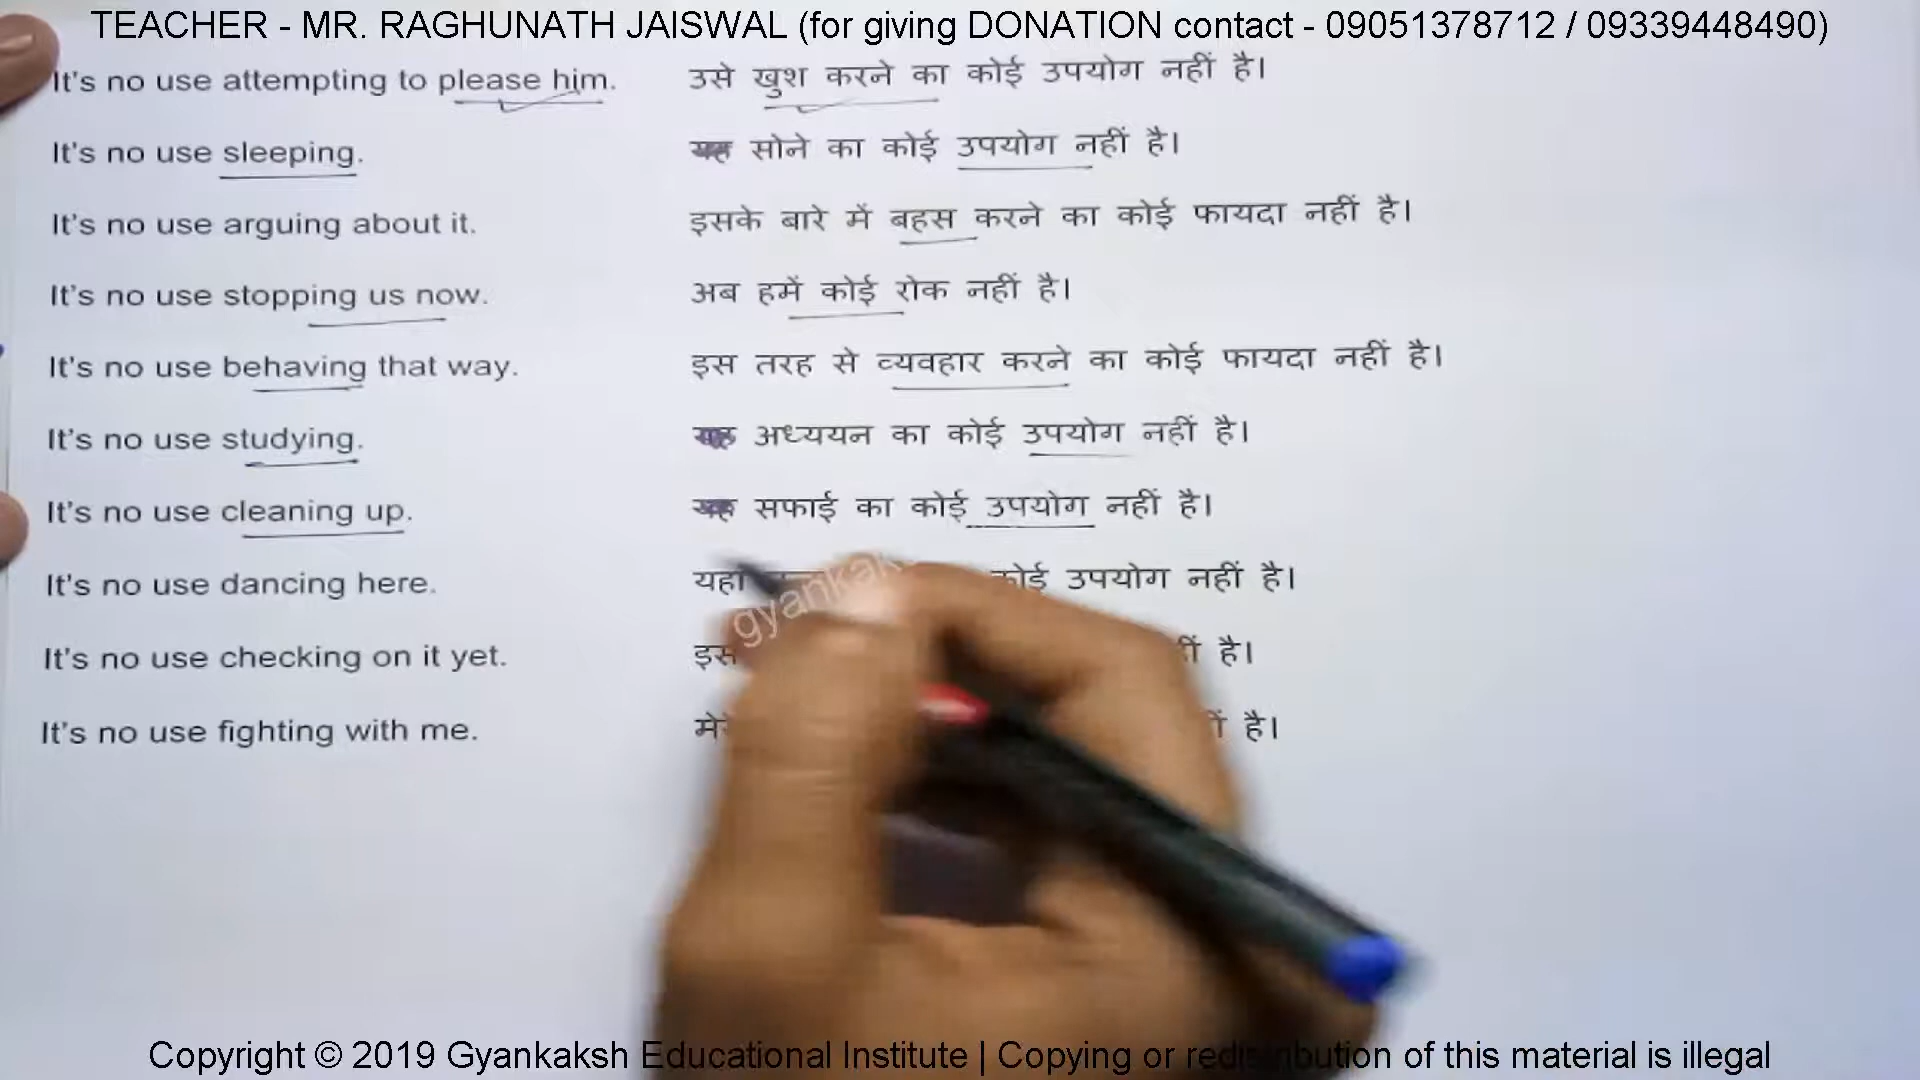 TEACHER - MR. RAGHUNATH JAISWAL (for giving DONATION contact - 09051378712 / 09339448490)
It's no use attempting to please him. उसे खुश करने का कोई उपयोग नहीं है।
It's no use sleeping. सोने का कोई उपयोग नहीं है।
It's no use arguing about it. इसके बारे में बहस करने का कोई फायदा नहीं है।
It's no use stopping us now. अब हमें कोई रोक नहीं है।
It's no use behaving that way. इस तरह से व्यवहार करने का कोई फायदा नहीं है।
It's no use studying. अध्ययन का कोई उपयोग नहीं है।
It's no use cleaning up. सफाई का कोई उपयोग नहीं है।
It's no use dancing here. कोई उपयोग नहीं है।
It's no use checking on it yet. है।
It's no use fighting with me. है।
Copyright © 2019 Gyankaksh Educational Institute | Copying or redistribution of this material is illegal